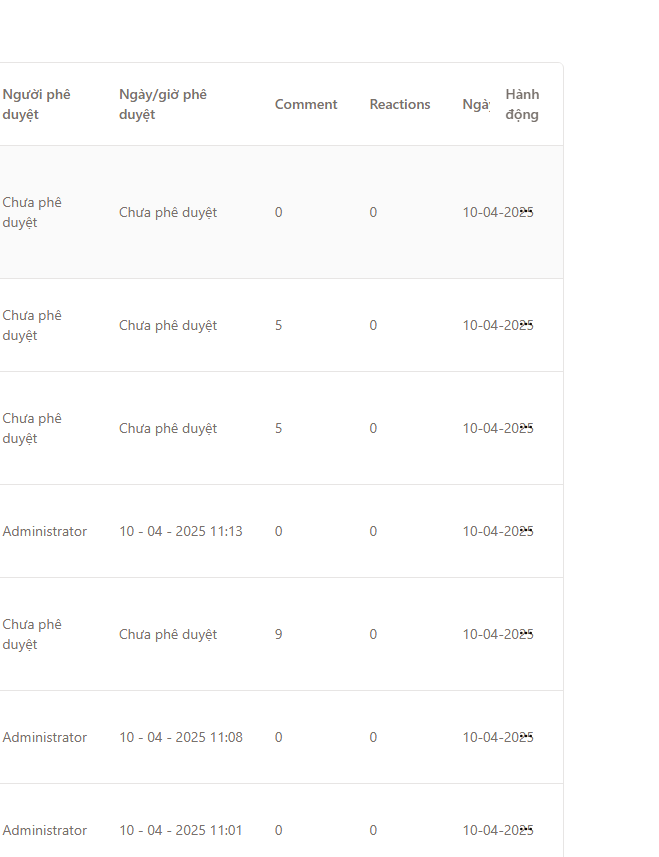 Người phê duyệt Ngày/giờ phê duyệt Comment Reactions Ngày Hành động
Chưa phê duyệt Chưa phê duyệt 0 0 10-04-2025
Chưa phê duyệt Chưa phê duyệt 5 0 10-04-2025
Chưa phê duyệt Chưa phê duyệt 5 0 10-04-2025
Administrator 10 - 04 - 2025 11:13 0 0 10-04-2025
Chưa phê duyệt Chưa phê duyệt 9 0 10-04-2025
Administrator 10 - 04 - 2025 11:08 0 0 10-04-2025
Administrator 10 - 04 - 2025 11:01 0 0 10-04-2025